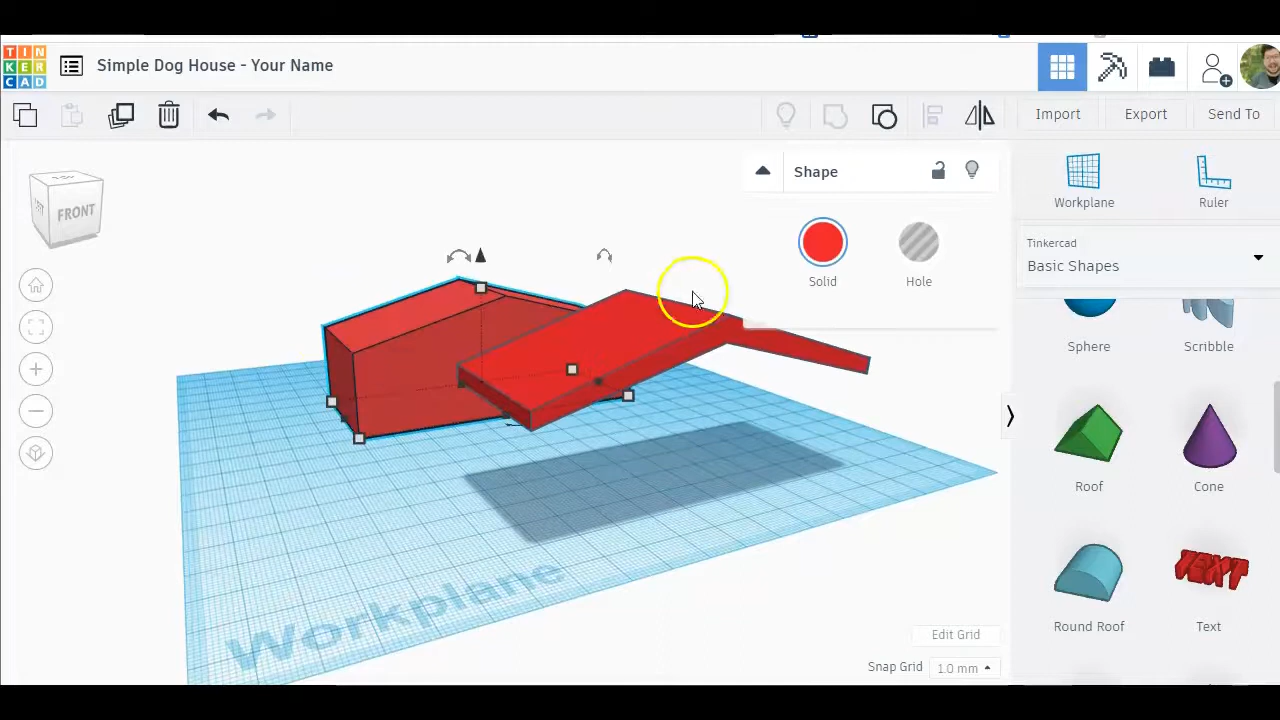 TIN
KER
CAD
Simple Dog House - Your Name
Import
Export
Send To
Shape
Solid
Hole
Workplane
Ruler
Tinkercad
Basic Shapes
Sphere
Scribble
Roof
Cone
Round Roof
TEXT
Text
FRONT
Workplane
Edit Grid
Snap Grid
1.0 mm